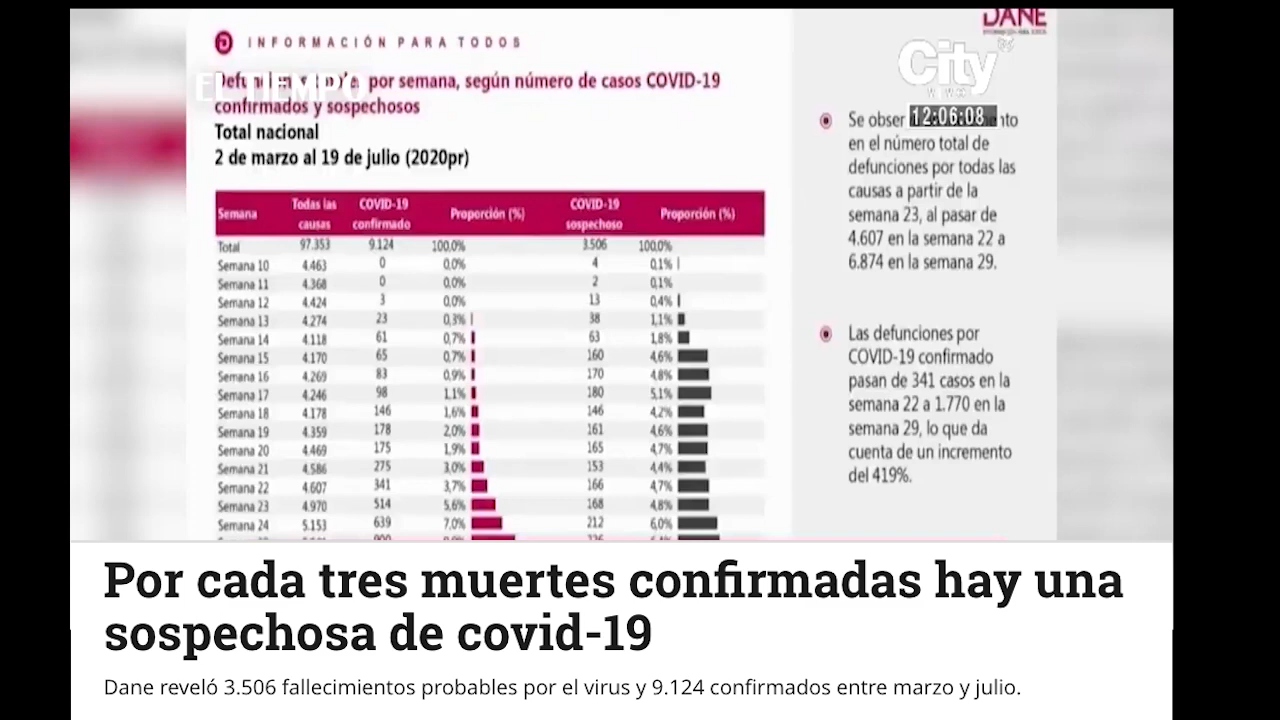 INFORMACIÓN PARA TODOS
DANE
City
12:06:08
EL TIEMPO
por semana, según número de casos COVID-19
confirmados y sospechosos
Total nacional
2 de marzo al 19 de julio (2020pr)
Semana Todas las causas COVID-19 confirmado Proporción (%) COVID-19 sospechoso Proporción (%)
Total 97.353 9.124 100,0% 3.506 100,0%
Semana 10 4.463 0 0,0% 4 0,1%
Semana 11 4.368 0 0,0% 2 0,1%
Semana 12 4.424 3 0,0% 13 0,4%
Semana 13 4.274 23 0,3% 38 1,1%
Semana 14 4.118 61 0,7% 63 1,8%
Semana 15 4.170 65 0,7% 160 4,6%
Semana 16 4.269 83 0,9% 170 4,8%
Semana 17 4.246 98 1,1% 180 5,1%
Semana 18 4.178 146 1,6% 146 4,2%
Semana 19 4.359 178 2,0% 161 4,6%
Semana 20 4.469 175 1,9% 165 4,7%
Semana 21 4.586 275 3,0% 153 4,4%
Semana 22 4.607 341 3,7% 166 4,7%
Semana 23 4.970 514 5,6% 168 4,8%
Semana 24 5.153 639 7,0% 212 6,0%
Se obser nto
en el número total de
defunciones por todas las
causas a partir de la
semana 23, al pasar de
4.607 en la semana 22 a
6.874 en la semana 29.
Las defunciones por
COVID-19 confirmado
pasan de 341 casos en la
semana 22 a 1.770 en la
semana 29, lo que da
cuenta de un incremento
del 419%.
Por cada tres muertes confirmadas hay una
sospechosa de covid-19
Dane reveló 3.506 fallecimientos probables por el virus y 9.124 confirmados entre marzo y julio.